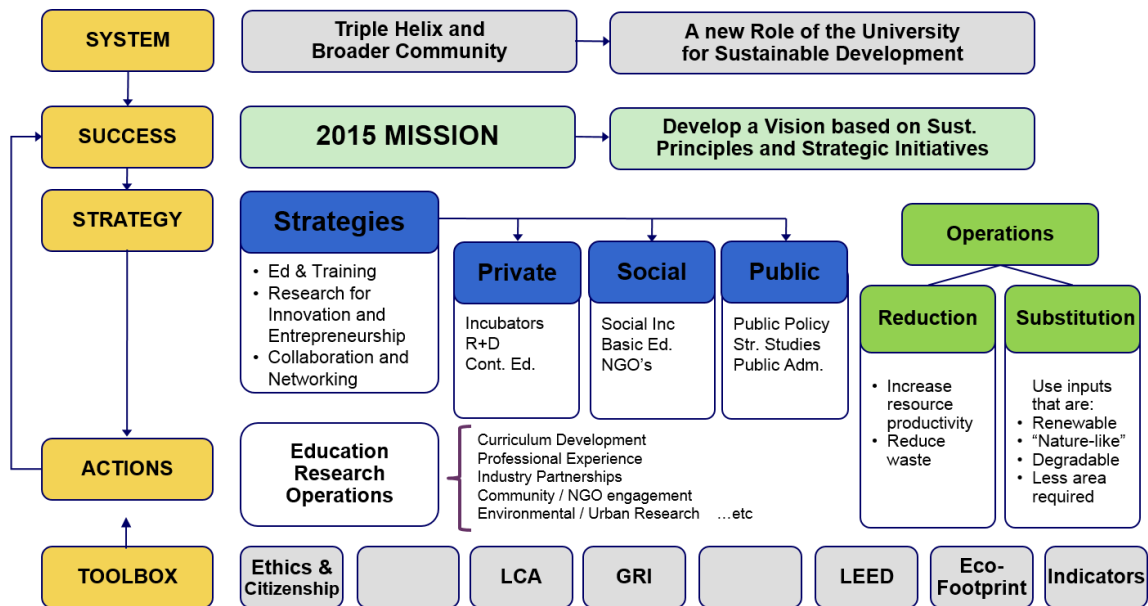 SYSTEM
Triple Helix and
Broader Community
A new Role of the University
for Sustainable Development
SUCCESS
2015 MISSION
Develop a Vision based on Sust.
Principles and Strategic Initiatives
STRATEGY
Strategies
• Ed & Training
• Research for
Innovation and
Entrepreneurship
• Collaboration and
Networking
Private
Incubators
R+D
Cont. Ed.
Social
Social Inc
Basic Ed.
NGO's
Public
Public Policy
Str. Studies
Public Adm.
Operations
Reduction
• Increase
resource
productivity
• Reduce
waste
Substitution
Use inputs
that are:
• Renewable
• “Nature-like”
• Degradable
• Less area
required
ACTIONS
Education
Research
Operations
Curriculum Development
Professional Experience
Industry Partnerships
Community / NGO engagement
Environmental / Urban Research …etc
TOOLBOX
Ethics &
Citizenship
LCA
GRI
LEED
Eco-
Footprint
Indicators